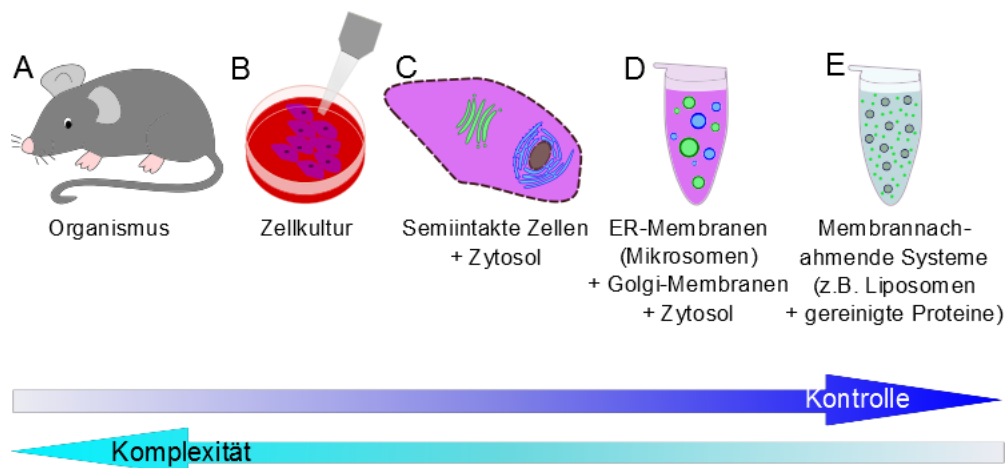 A
B
C
D
E
Organismus
Zellkultur
Semiintakte Zellen
+ Zytosol
ER-Membranen
(Mikrosomen)
+ Golgi-Membranen
+ Zytosol
Membrannach-
ahmende Systeme
(z.B. Liposomen
+ gereinigte Proteine)
Kontrolle
Komplexität